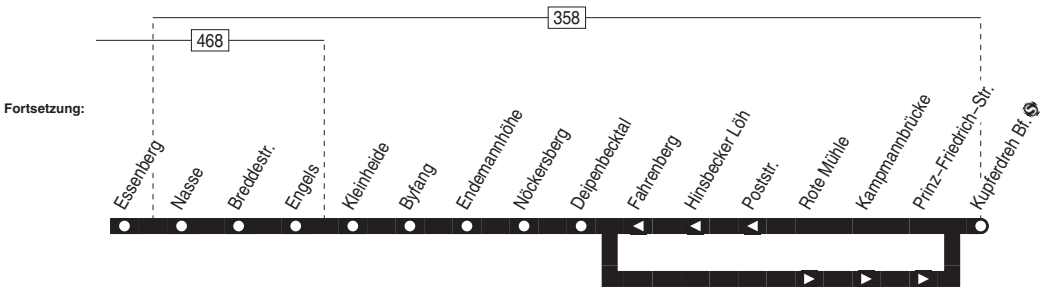 358
468
Fortsetzung:
Essenberg
Nasse
Breddestr.
Engels
Kleinheide
Byfang
Endemannhöhe
Nöckersberg
Deipenbecktal
Fahrenberg
Hinsbecker Löh
Poststr.
Rote Mühle
Kampmannbrücke
Prinz-Friedrich-Str.
Kupferdreh Bf. S